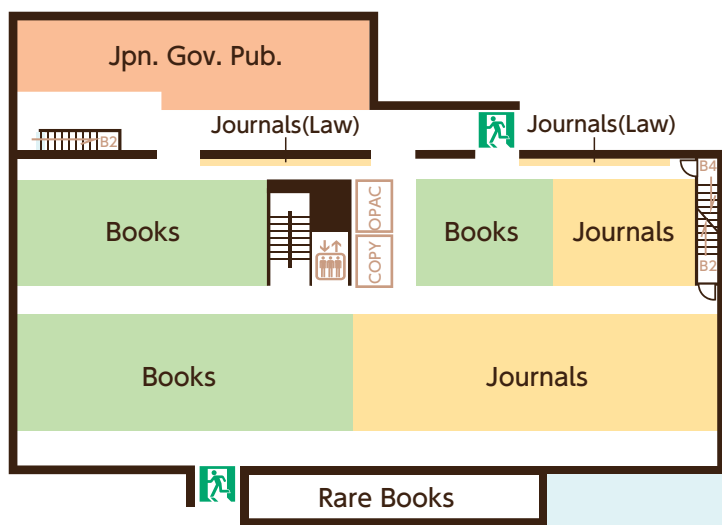 Jpn. Gov. Pub.
Journals(Law)
Journals(Law)
B2
B4
Books
OPAC
Books
Journals
COPY
B2
Books
Journals
Rare Books